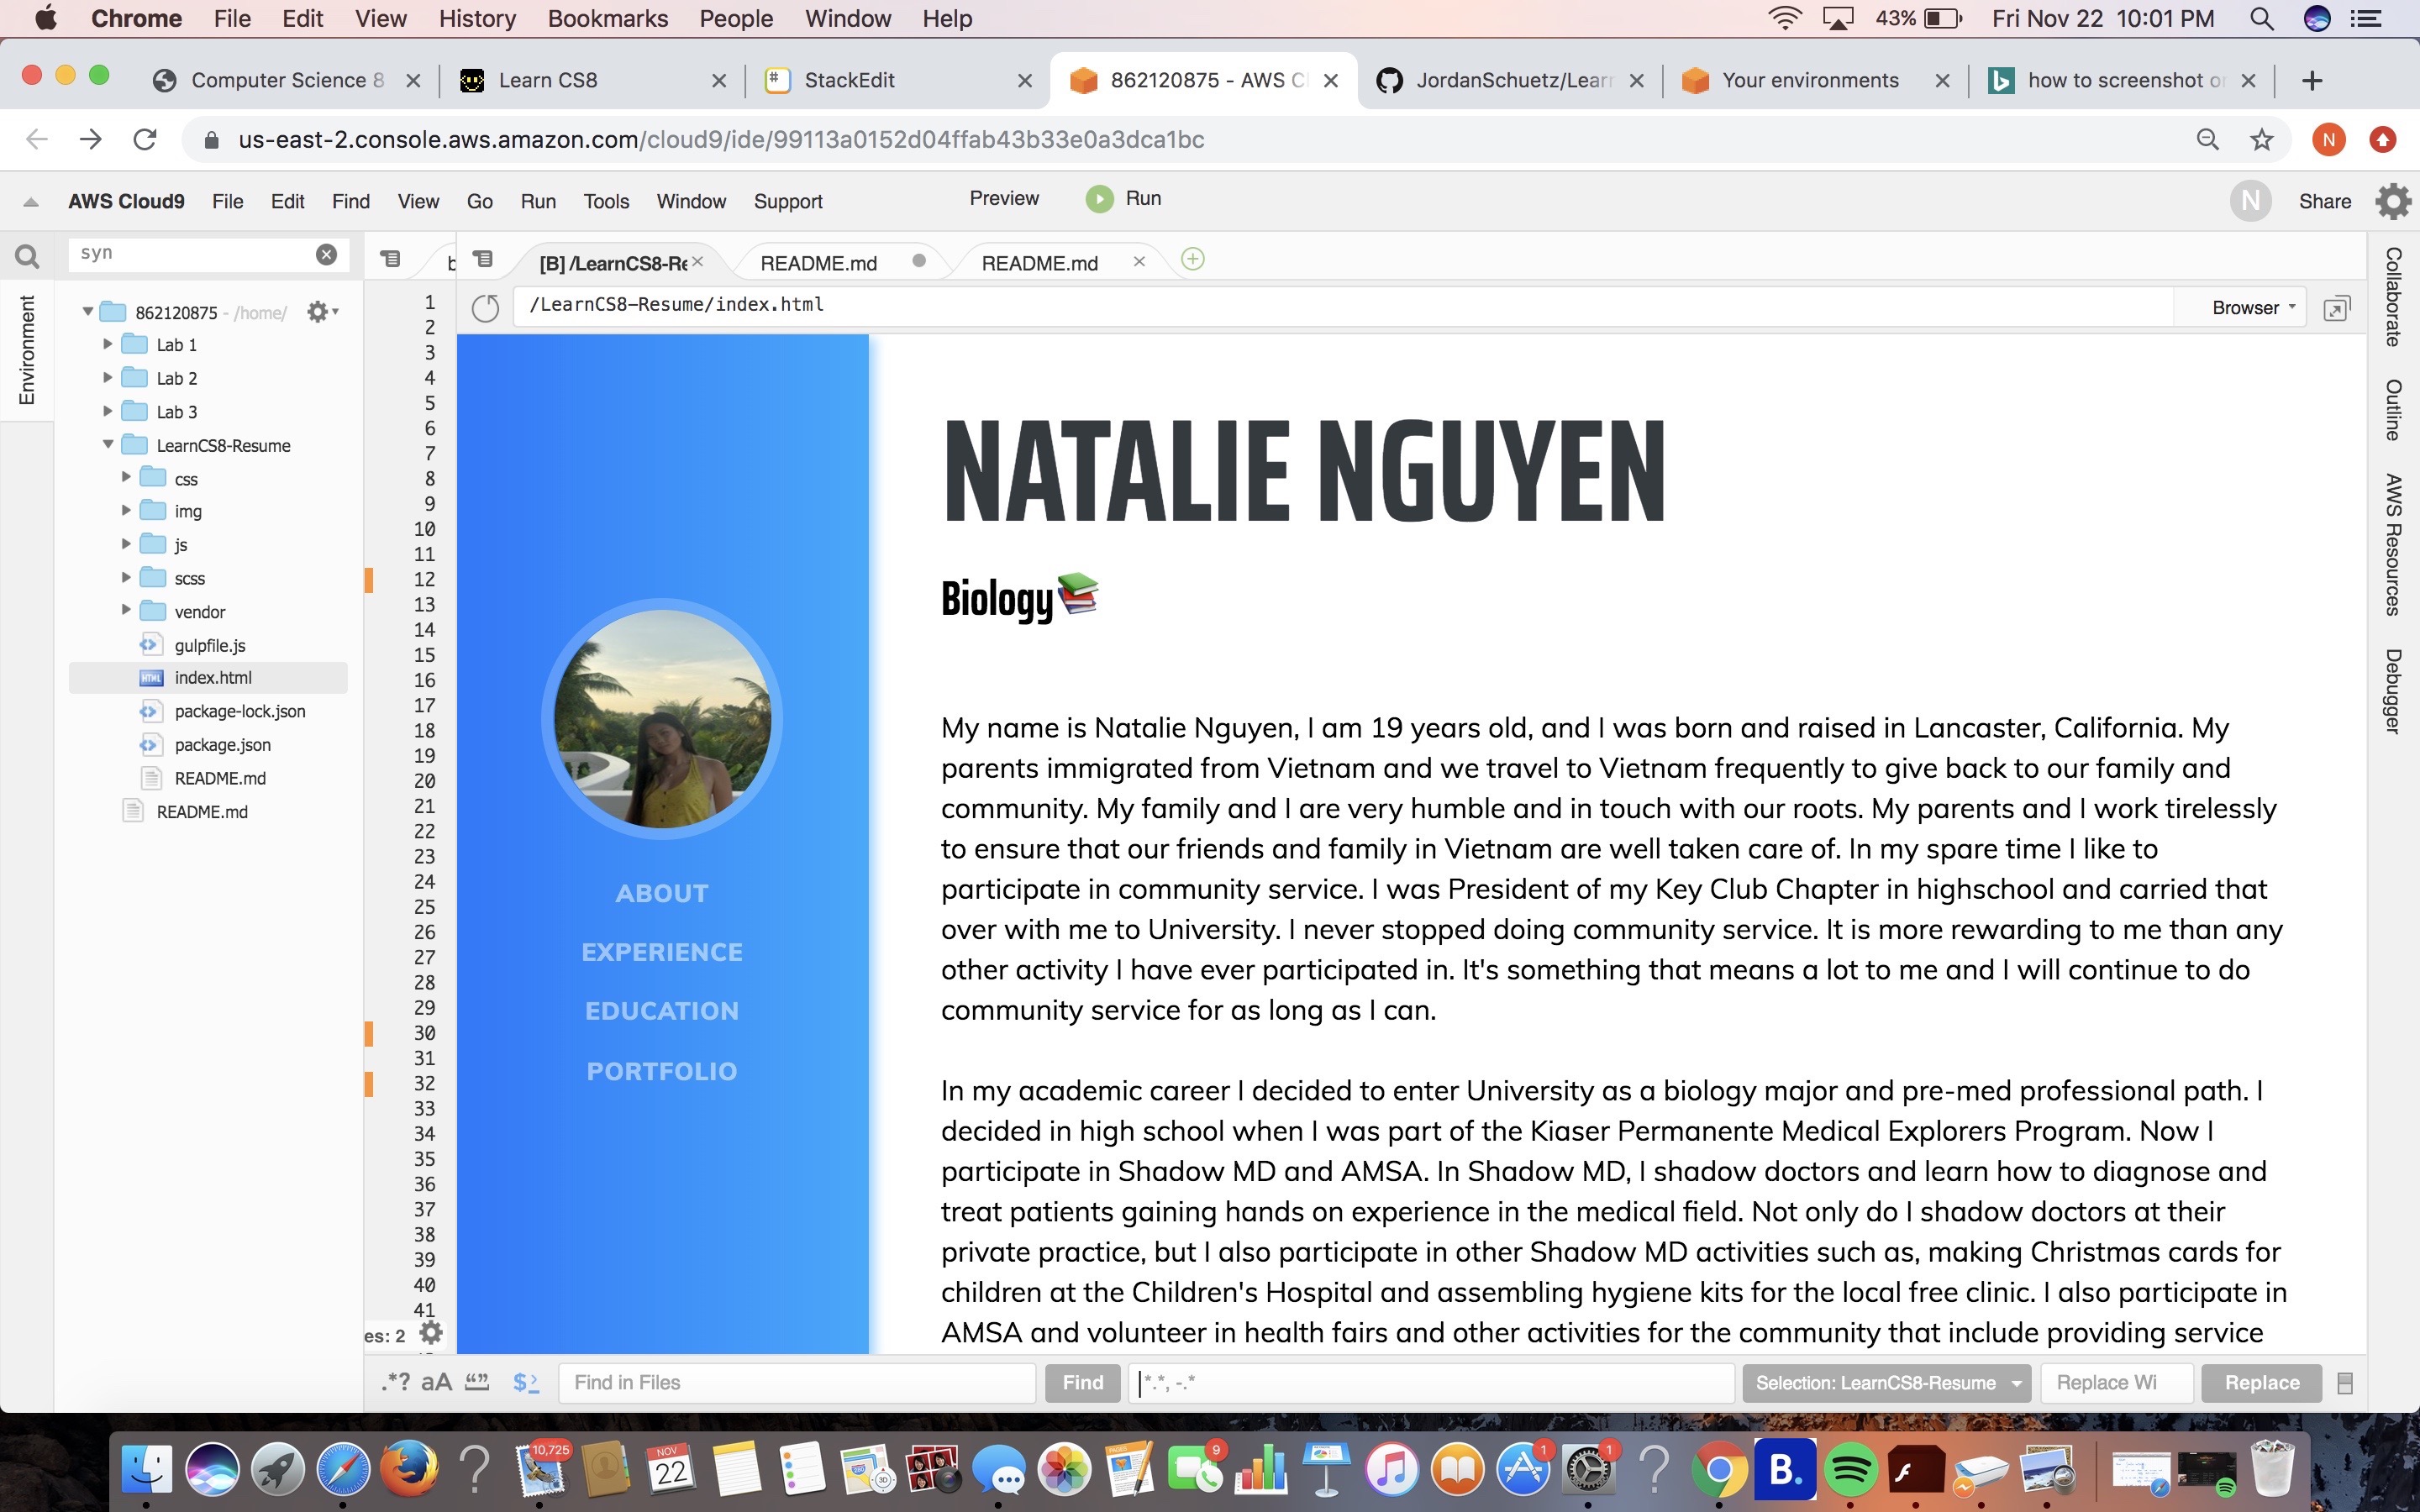 Chrome File Edit View History Bookmarks People Window Help 43% Fri Nov 22 10:01 PM
Computer Science 8 Learn CS8 StackEdit 862120875 - AWS C JordanSchuetz/Lear Your environments how to screenshot o
us-east-2.console.aws.amazon.com/cloud9/ide/99113a0152d04ffab43b33e0a3dca1bc N
AWS Cloud9 File Edit Find View Go Run Tools Window Support Preview Run N Share
syn
[B] /LearnCS8-Re README.md README.md
/LearnCS8-Resume/index.html Browser
Environment
862120875 - /home/
Lab 1
Lab 2
Lab 3
LearnCS8-Resume
css
img
js
scss
vendor
gulpfile.js
index.html
package-lock.json
package.json
README.md
README.md
1
2
3
4
5
6
7
8
9
10
11
12
13
14
15
16
17
18
19
20
21
22
23
24
25
26
27
28
29
30
31
32
33
34
35
36
37
38
39
40
41
es: 2
ABOUT
EXPERIENCE
EDUCATION
PORTFOLIO
NATALIE NGUYEN
Biology📚
My name is Natalie Nguyen, I am 19 years old, and I was born and raised in Lancaster, California. My
parents immigrated from Vietnam and we travel to Vietnam frequently to give back to our family and
community. My family and I are very humble and in touch with our roots. My parents and I work tirelessly
to ensure that our friends and family in Vietnam are well taken care of. In my spare time I like to
participate in community service. I was President of my Key Club Chapter in highschool and carried that
over with me to University. I never stopped doing community service. It is more rewarding to me than any
other activity I have ever participated in. It's something that means a lot to me and I will continue to do
community service for as long as I can.
In my academic career I decided to enter University as a biology major and pre-med professional path. I
decided in high school when I was part of the Kiaser Permanente Medical Explorers Program. Now I
participate in Shadow MD and AMSA. In Shadow MD, I shadow doctors and learn how to diagnose and
treat patients gaining hands on experience in the medical field. Not only do I shadow doctors at their
private practice, but I also participate in other Shadow MD activities such as, making Christmas cards for
children at the Children's Hospital and assembling hygiene kits for the local free clinic. I also participate in
AMSA and volunteer in health fairs and other activities for the community that include providing service
Collaborate
Outline
AWS Resources
Debugger
.*? aA “” $> Find in Files Find *.*, -.* Selection: LearnCS8-Resume Replace Wi Replace
10,725 NOV 22 PAGES 9 1 1 B.